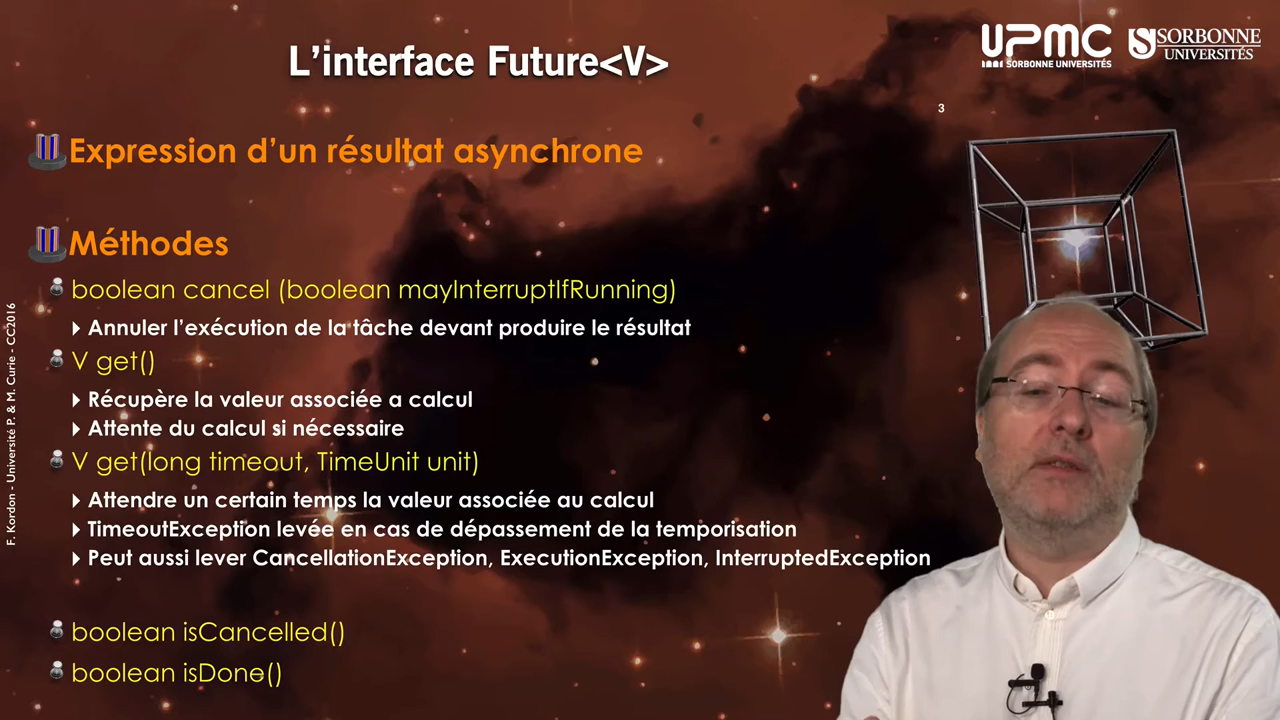 L'interface Future<V>
UPMC
SORBONNE UNIVERSITÉS
SORBONNE
UNIVERSITÉS
3
Expression d'un résultat asynchrone
Méthodes
boolean cancel (boolean mayInterruptIfRunning)
Annuler l'exécution de la tâche devant produire le résultat
V get()
Récupère la valeur associée a calcul
Attente du calcul si nécessaire
V get(long timeout, TimeUnit unit)
Attendre un certain temps la valeur associée au calcul
TimeoutException levée en cas de dépassement de la temporisation
Peut aussi lever CancellationException, ExecutionException, InterruptedException
boolean isCancelled()
boolean isDone()
F. Kordon - Université P. & M. Curie - CC2016